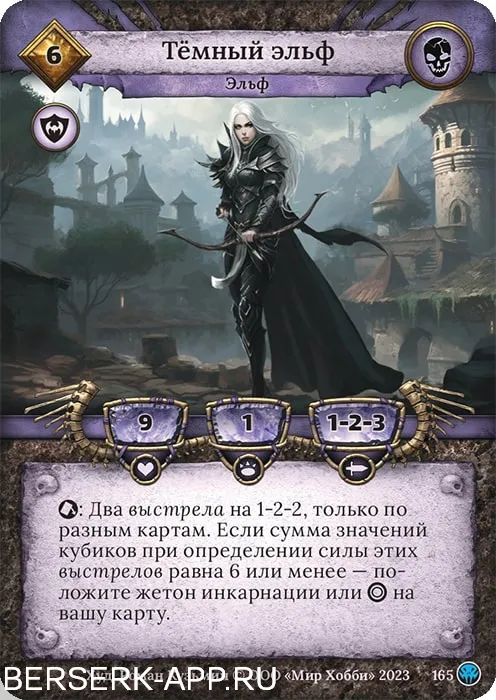 6
Тёмный эльф
Эльф
9
1
1-2-3
: Два выстрела на 1-2-2, только по
разным картам. Если сумма значений
кубиков при определении силы этих
выстрелов равна 6 или менее — по-
ложите жетон инкарнации или на
вашу карту.
© ООО «Мир Хобби» 2023
165
BERSERK-APP.RU